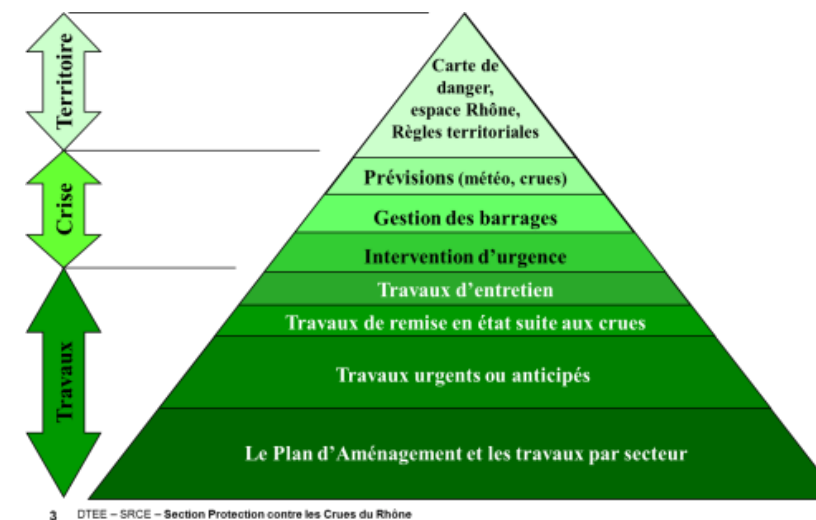 Territoire
Crise
Travaux
Carte de
danger,
espace Rhône,
Règles territoriales
Prévisions (météo, crues)
Gestion des barrages
Intervention d’urgence
Travaux d’entretien
Travaux de remise en état suite aux crues
Travaux urgents ou anticipés
Le Plan d’Aménagement et les travaux par secteur
3 DTEE – SRCE – Section Protection contre les Crues du Rhône